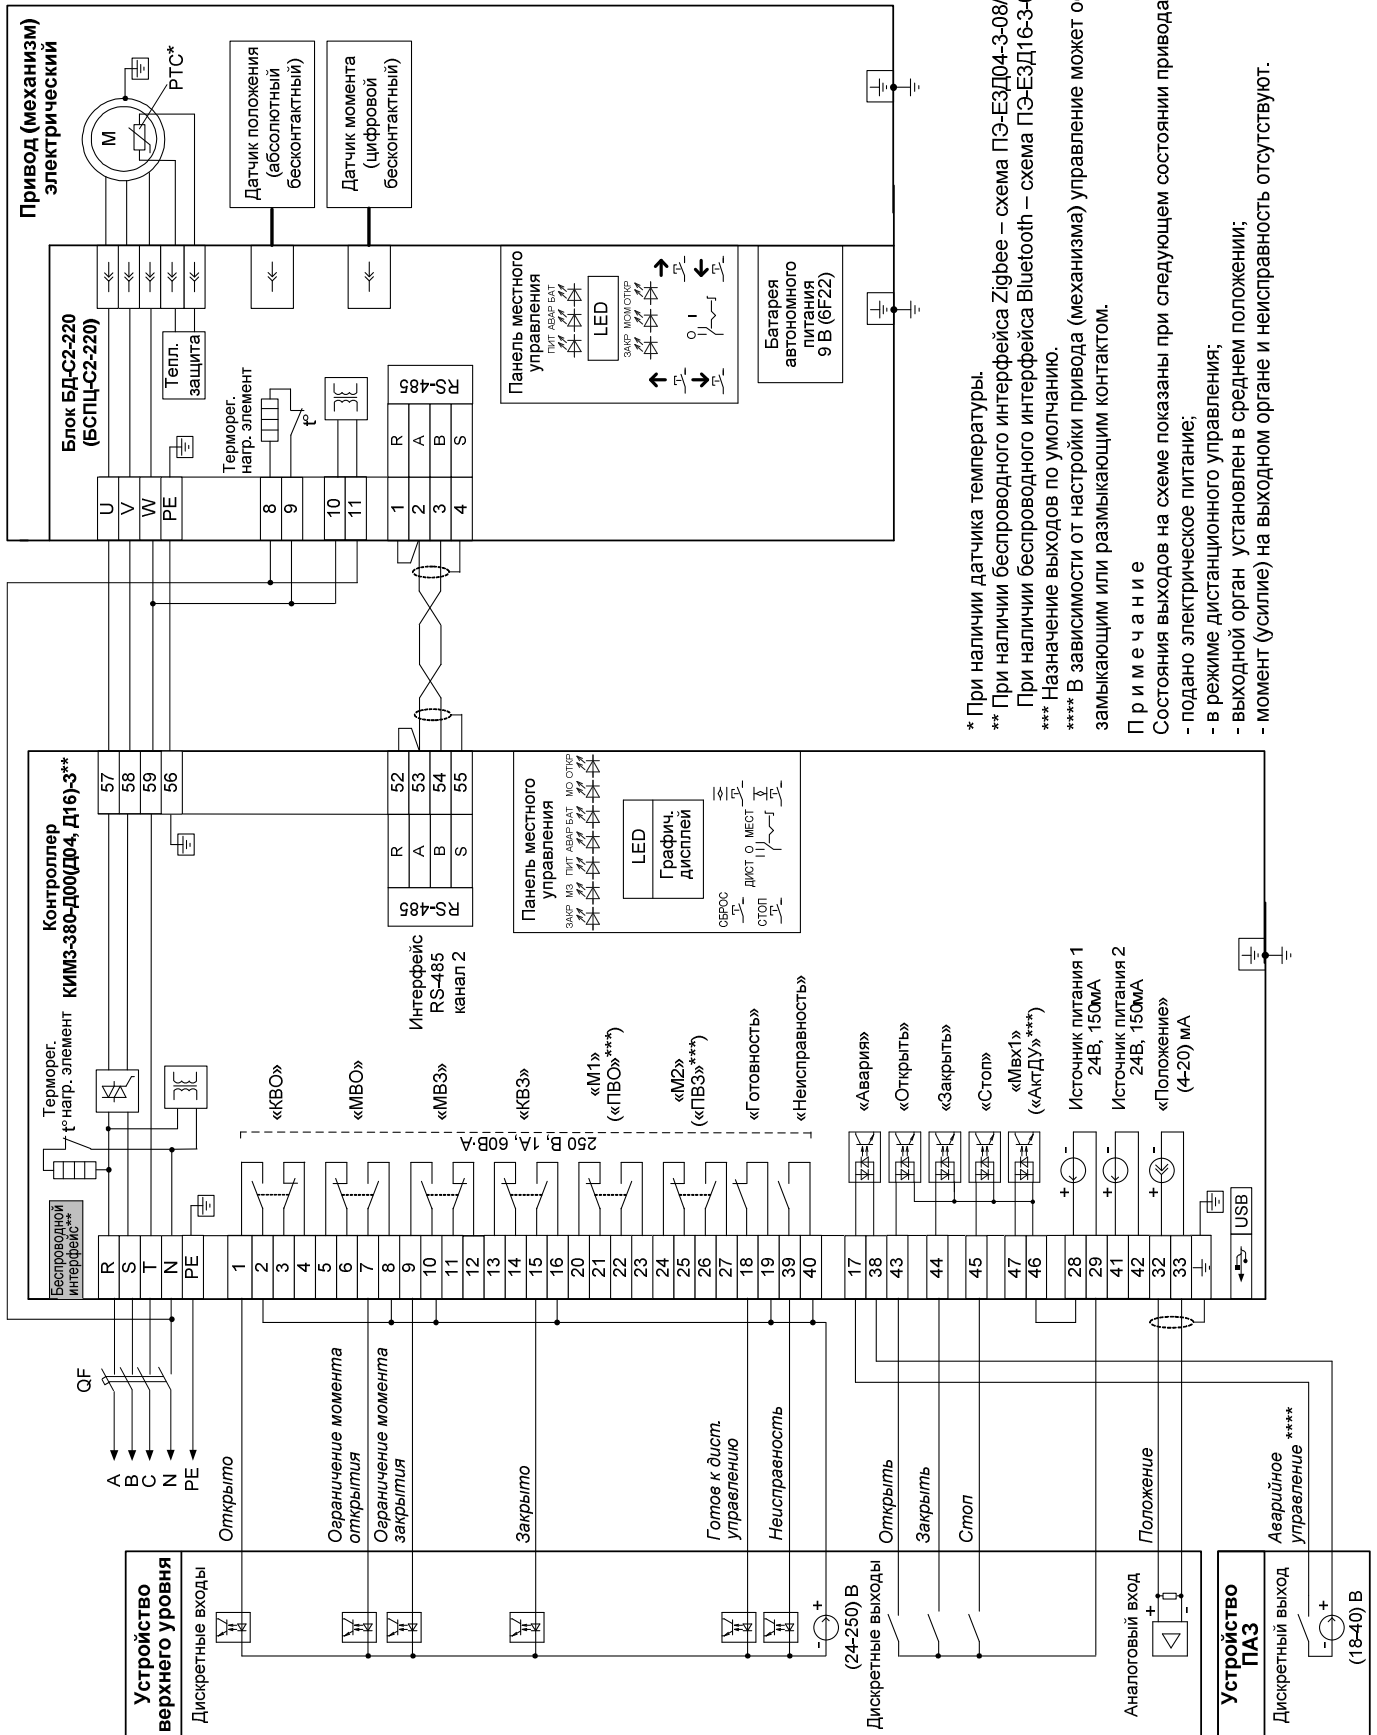 Привод (механизм)
электрический
M
PTC*
Датчик положения
(абсолютный
бесконтактный)
Датчик момента
(цифровой
бесконтактный)
Блок БД-С2-220
(БСПЦ-С2-220)
Тепл.
защита
Терморег.
нагр. элемент
t°
U
V
W
PE
8
9
10
11
1
2
3
4
R
A
B
S
RS-485
Панель местного
управления
ПИТ АВАР БАТ
LED
ЗАКР МОМ ОТКР
O I
Батарея
автономного
питания
9 В (6F22)
Контроллер
КИМ3-380-Д00(Д04, Д16)-3**
57
58
59
56
52
53
54
55
R
A
B
S
RS-485
Интерфейс
RS-485
канал 2
Панель местного
управления
ЗАКР МЗ ПИТ АВАР БАТ МО ОТКР
LED
Графич.
дисплей
СБРОС
СТОП
ДИСТ О МЕСТ
Терморег.
t° нагр. элемент
Беспроводной
интерфейс**
R
S
T
N
PE
250 В, 1А, 60В·А
«КВО»
«МВО»
«МВЗ»
«КВЗ»
«М1»
(«ПВО»***)
«М2»
(«ПВЗ»***)
«Готовность»
«Неисправность»
«Авария»
«Открыть»
«Закрыть»
«Стоп»
«Мвх1»
(«АктДУ»***)
Источник питания 1
24В, 150мА
Источник питания 2
24В, 150мА
«Положение»
(4-20) мА
1
2
3
4
5
6
7
8
9
10
11
12
13
14
15
16
20
21
22
23
24
25
26
27
18
19
39
40
17
38
43
44
45
47
46
28
29
41
42
32
33
+ -
+ -
+ -
USB
QF
A
B
C
N
PE
Открыто
Ограничение момента
открытия
Ограничение момента
закрытия
Закрыто
Готов к дист.
управлению
Неисправность
Открыть
Закрыть
Стоп
Положение
Аварийное
управление ****
Устройство
верхнего уровня
Дискретные входы
- +
(24-250) В
Дискретные выходы
Аналоговый вход
+
-
Устройство
ПАЗ
Дискретный выход
- +
(18-40) В
* При наличии датчика температуры.
** При наличии беспроводного интерфейса Zigbee – схема ПЭ-ЕЗД04-3-08/
При наличии беспроводного интерфейса Bluetooth – схема ПЭ-ЕЗД16-3-
*** Назначение выходов по умолчанию.
**** В зависимости от настройки привода (механизма) управление может
замыкающим или размыкающим контактом.
П р и м е ч а н и е
Состояния выходов на схеме показаны при следующем состоянии привода
- подано электрическое питание;
- в режиме дистанционного управления;
- выходной орган установлен в среднем положении;
- момент (усилие) на выходном органе и неисправность отсутствуют.